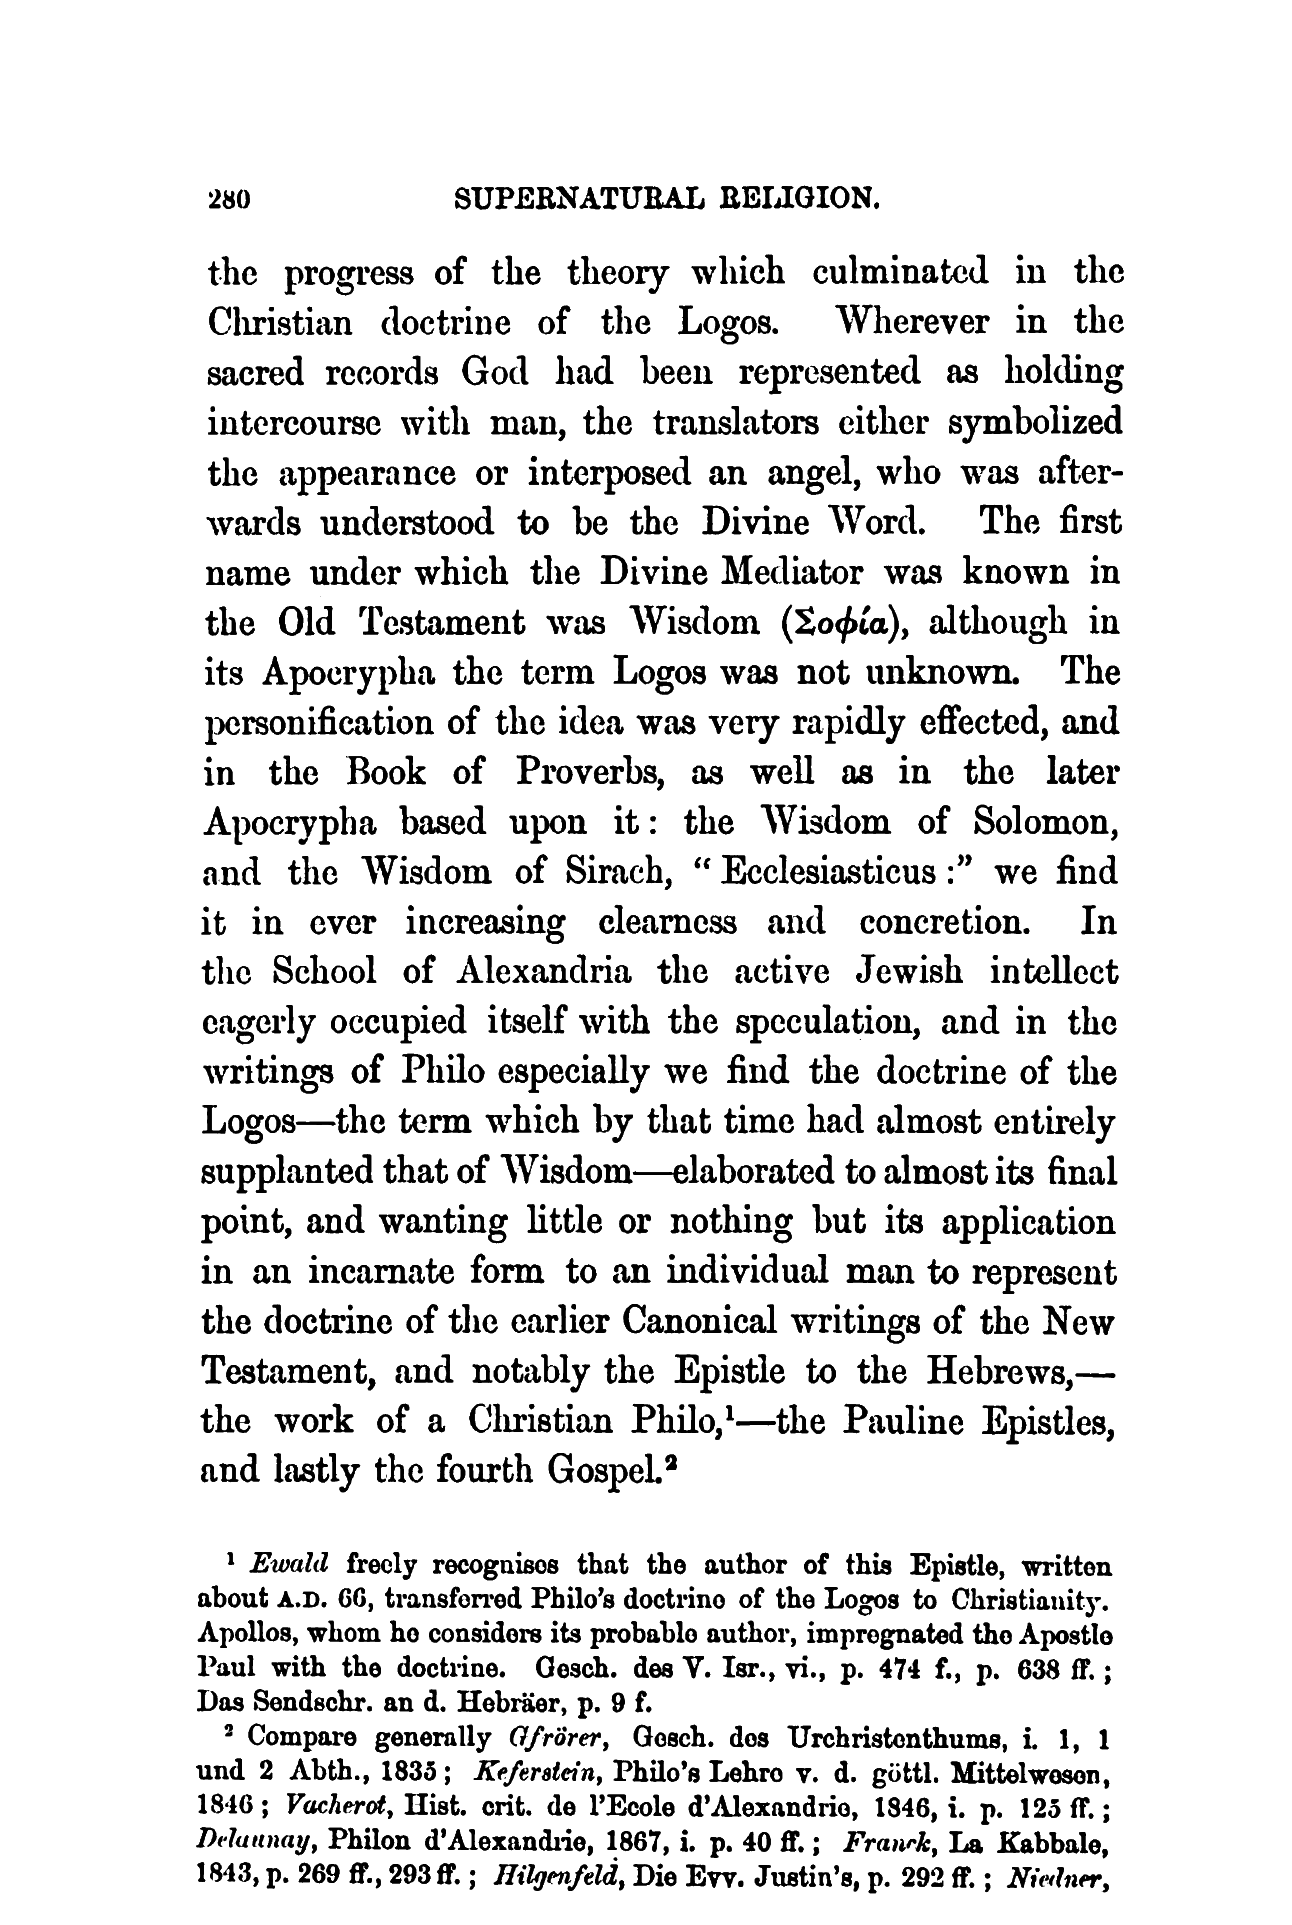 280 SUPERNATURAL RELIGION.
the progress of the theory which culminated in the
Christian doctrine of the Logos. Wherever in the
sacred records God had been represented as holding
intercourse with man, the translators either symbolized
the appearance or interposed an angel, who was after-
wards understood to be the Divine Word. The first
name under which the Divine Mediator was known in
the Old Testament was Wisdom (Σοφία), although in
its Apocrypha the term Logos was not unknown. The
personification of the idea was very rapidly effected, and
in the Book of Proverbs, as well as in the later
Apocrypha based upon it: the Wisdom of Solomon,
and the Wisdom of Sirach, “Ecclesiasticus:” we find
it in ever increasing clearness and concretion. In
the School of Alexandria the active Jewish intellect
eagerly occupied itself with the speculation, and in the
writings of Philo especially we find the doctrine of the
Logos—the term which by that time had almost entirely
supplanted that of Wisdom—elaborated to almost its final
point, and wanting little or nothing but its application
in an incarnate form to an individual man to represent
the doctrine of the earlier Canonical writings of the New
Testament, and notably the Epistle to the Hebrews,—
the work of a Christian Philo,¹—the Pauline Epistles,
and lastly the fourth Gospel.²
¹ Ewald freely recognises that the author of this Epistle, written
about A.D. 66, transferred Philo’s doctrine of the Logos to Christianity.
Apollos, whom he considers its probable author, impregnated the Apostle
Paul with the doctrine. Gesch. des V. Isr., vi., p. 474 f., p. 638 ff.;
Das Sendschr. an d. Hebräer, p. 9 f.
² Compare generally Gfrörer, Gesch. des Urchristenthums, i. 1, 1
und 2 Abth., 1835; Keferstein, Philo’s Lehre v. d. göttl. Mittelwesen,
1846; Vacherot, Hist. crit. de l’Ecole d’Alexandrie, 1846, i. p. 125 ff.;
Delaunay, Philon d’Alexandrie, 1867, i. p. 40 ff.; Franck, La Kabbale,
1843, p. 269 ff., 293 ff.; Hilgenfeld, Die Evv. Justin’s, p. 292 ff.; Niedner,